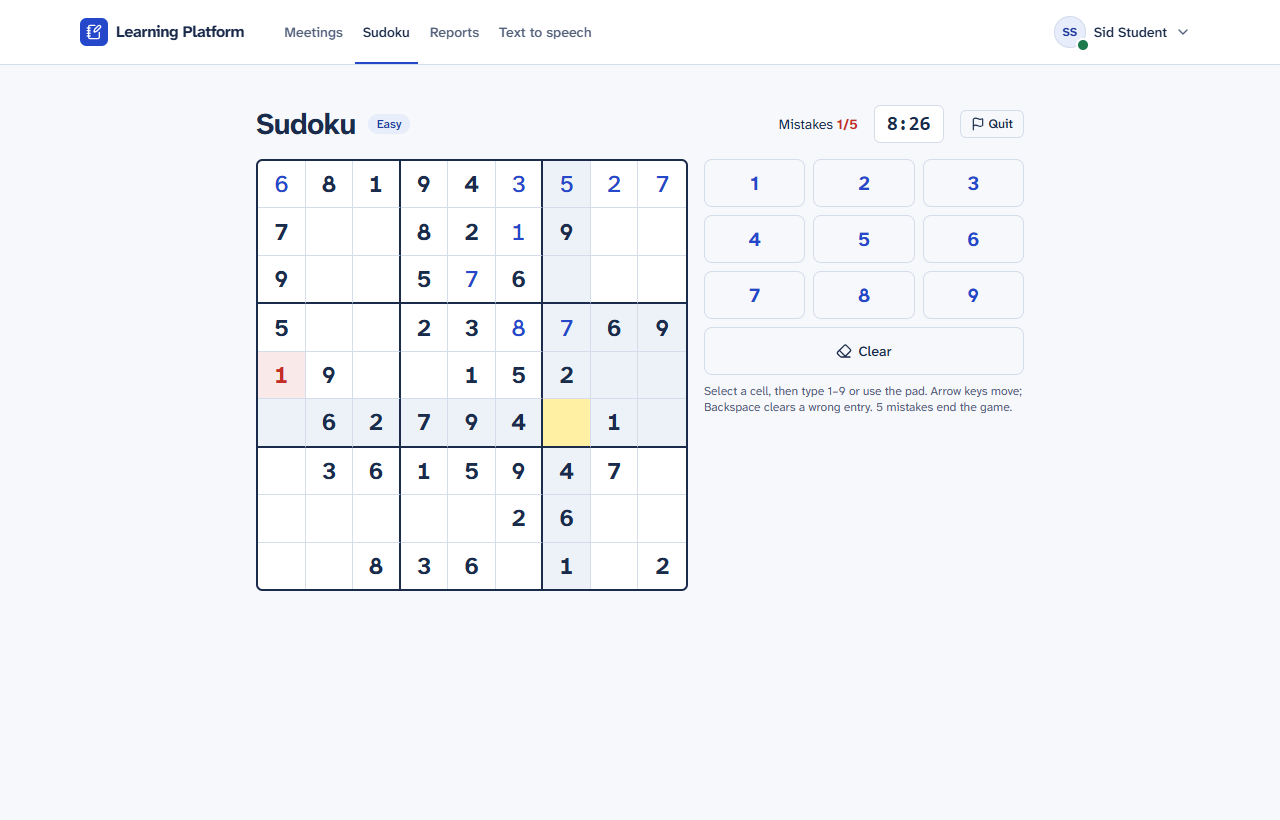 Learning Platform Meetings Sudoku Reports Text to speech SS Sid Student
Sudoku Easy Mistakes 1/5 8:26 Quit
6 8 1 9 4 3 5 2 7
7 8 2 1 9
9 5 7 6
5 2 3 8 7 6 9
1 9 1 5 2
6 2 7 9 4 1
3 6 1 5 9 4 7
2 6
8 3 6 1 2
1 2 3
4 5 6
7 8 9
Clear
Select a cell, then type 1–9 or use the pad. Arrow keys move;
Backspace clears a wrong entry. 5 mistakes end the game.